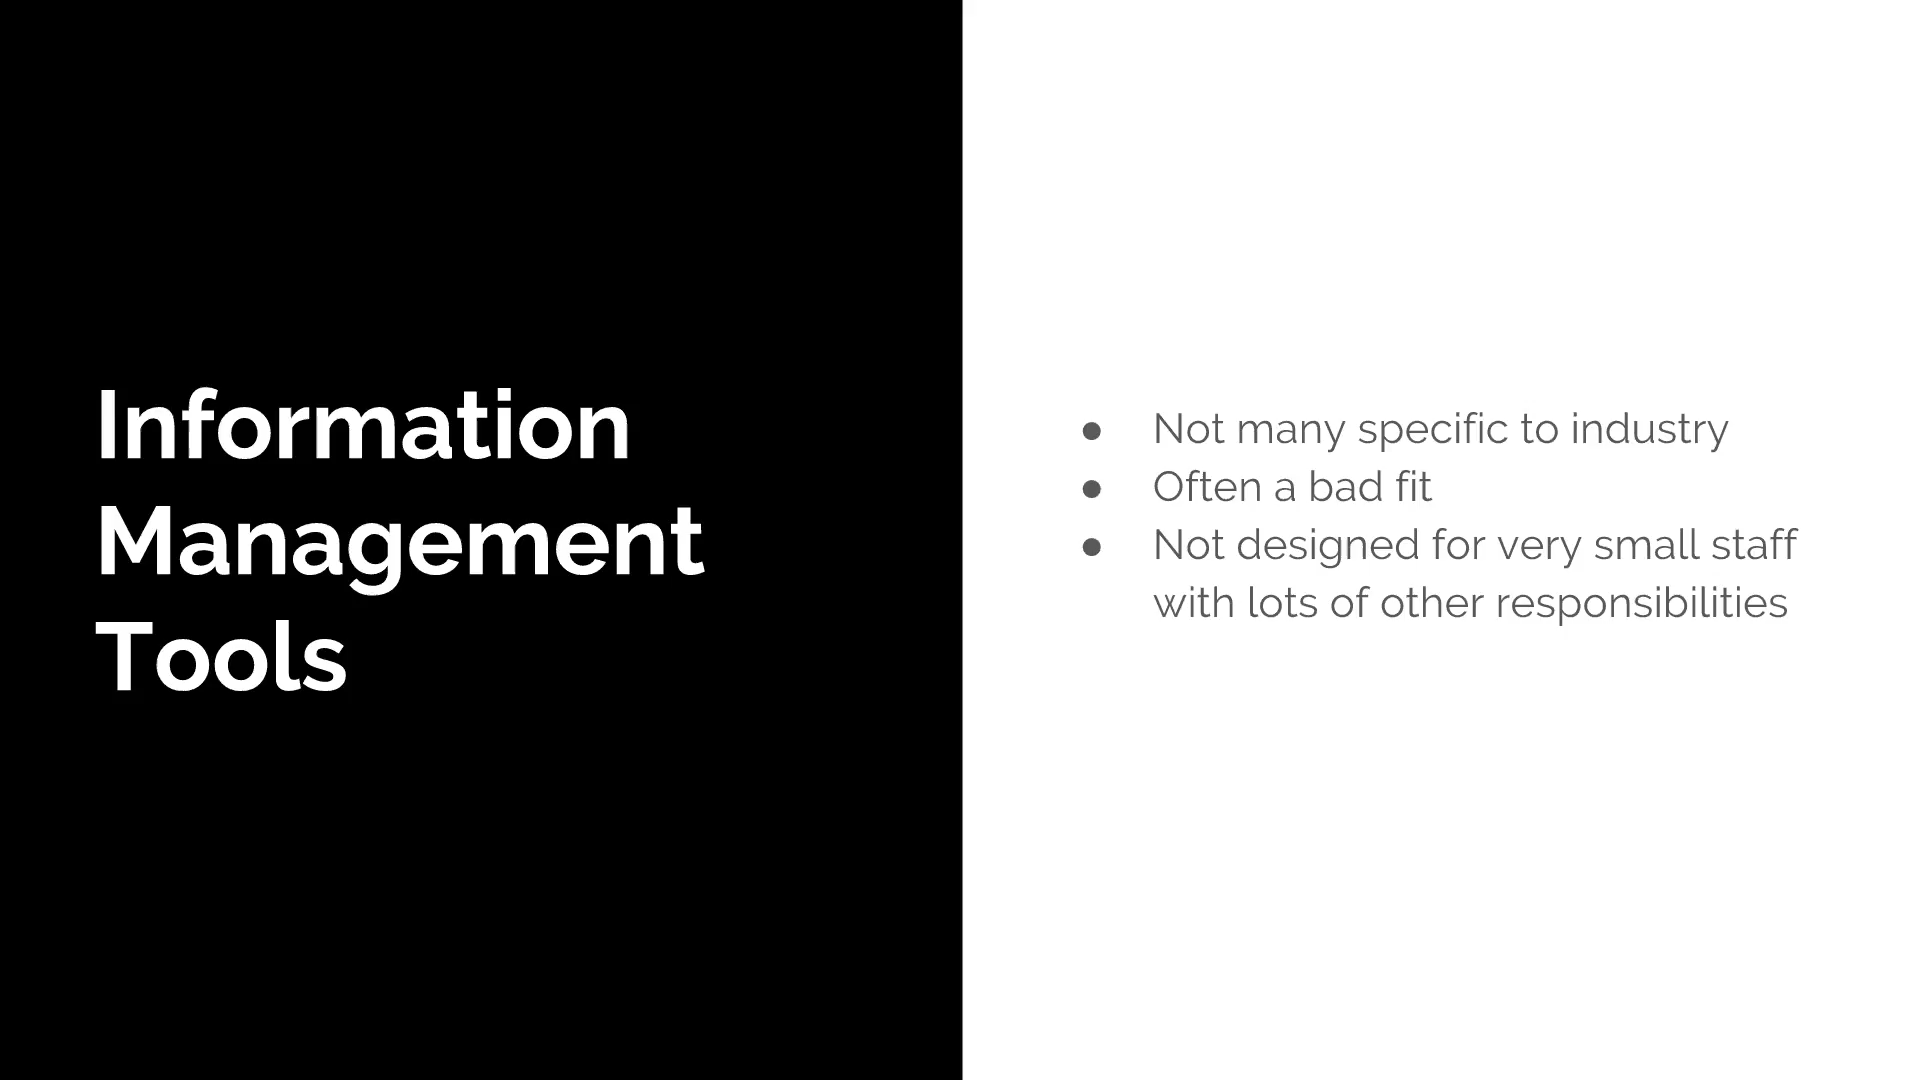 Information
Management
Tools
● Not many specific to industry
● Often a bad fit
● Not designed for very small staff
with lots of other responsibilities